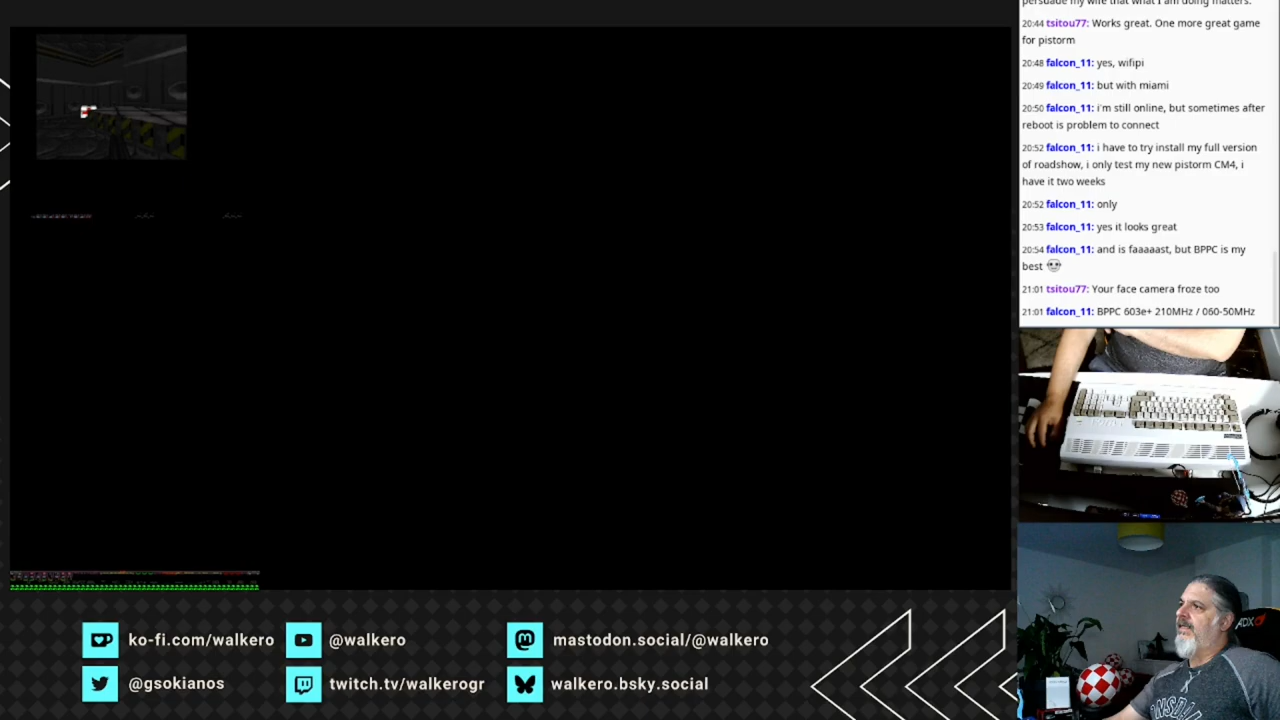 persuade my wife that what I am doing matters.
20:44 tsitou77: Works great. One more great game
for pistorm
20:48 falcon_11: yes, wifipi
20:49 falcon_11: but with miami
20:50 falcon_11: i'm still online, but sometimes after
reboot is problem to connect
20:52 falcon_11: i have to try install my full version
of roadshow, i only test my new pistorm CM4, i
have it two weeks
20:52 falcon_11: only
20:53 falcon_11: yes it looks great
20:54 falcon_11: and is faaaaast, but BPPC is my
best
21:01 tsitou77: Your face camera froze too
21:01 falcon_11: BPPC 603e+ 210MHz / 060-50MHz
ADX
ko-fi.com/walkero
@walkero
mastodon.social/@walkero
@gsokianos
twitch.tv/walkerogr
walkero.bsky.social